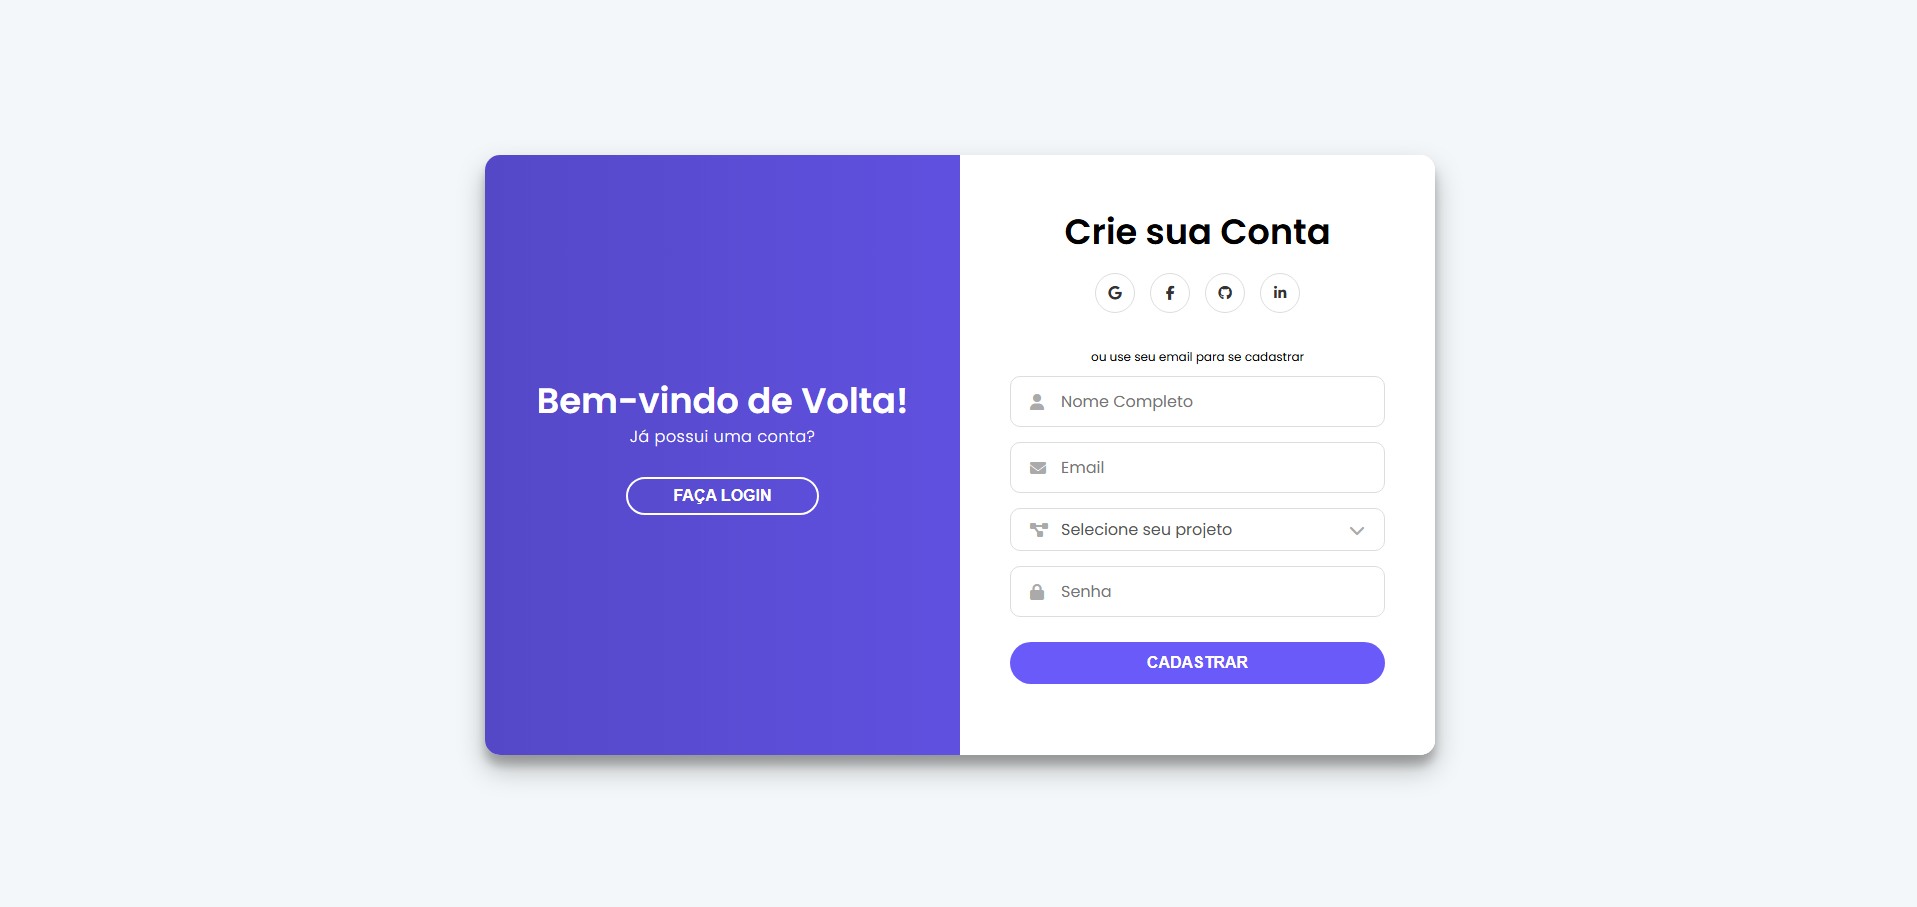 Bem-vindo de Volta!
Já possui uma conta?
FAÇA LOGIN
Crie sua Conta
ou use seu email para se cadastrar
Nome Completo
Email
Selecione seu projeto
Senha
CADASTRAR